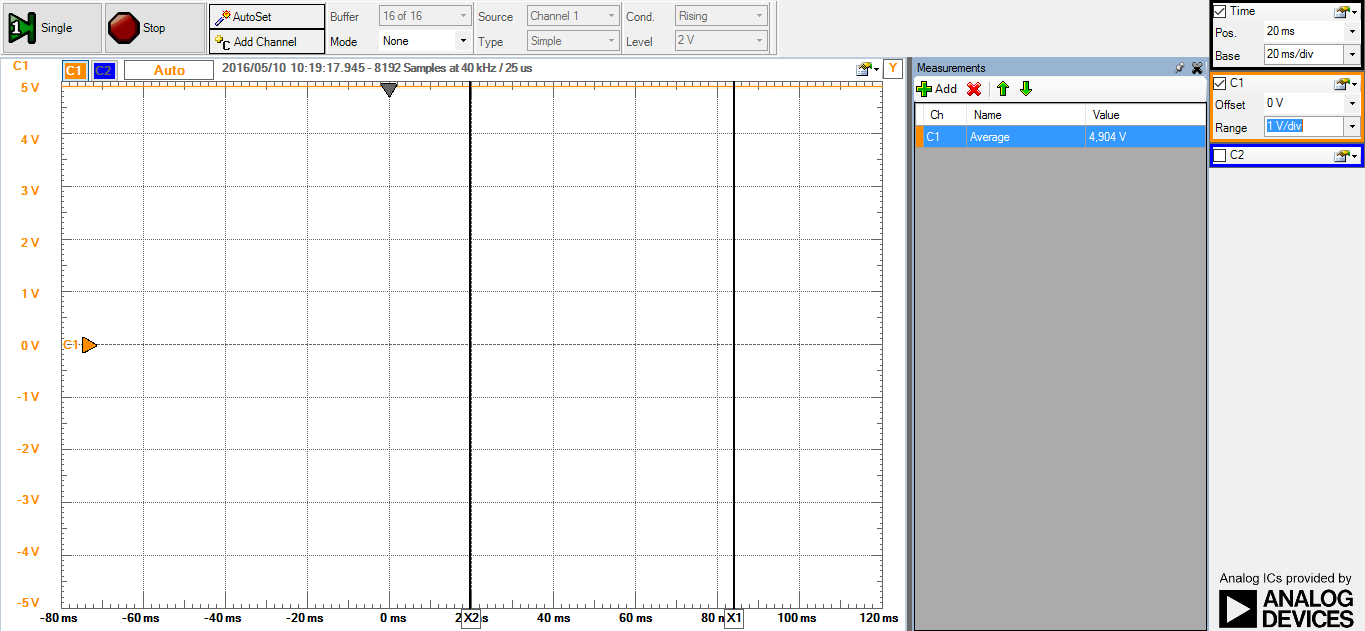 1 Single
Stop
AutoSet
Add Channel
Buffer 16 of 16
Mode None
Source Channel 1
Type Simple
Cond. Rising
Level 2 V
C1
C1 C2 Auto 2016/05/10 10:19:17.945 - 8192 Samples at 40 kHz / 25 us Y
5 V
4 V
3 V
2 V
1 V
0 V
C1
-1 V
-2 V
-3 V
-4 V
-5 V
-80 ms -60 ms -40 ms -20 ms 0 ms 2 X2 s 40 ms 60 ms 80 X1 100 ms 120 ms
Measurements
Add
Ch Name Value
C1 Average 4,904 V
Time
Pos. 20 ms
Base 20 ms/div
C1
Offset 0 V
Range 1 V/div
C2
Analog ICs provided by
ANALOG
DEVICES